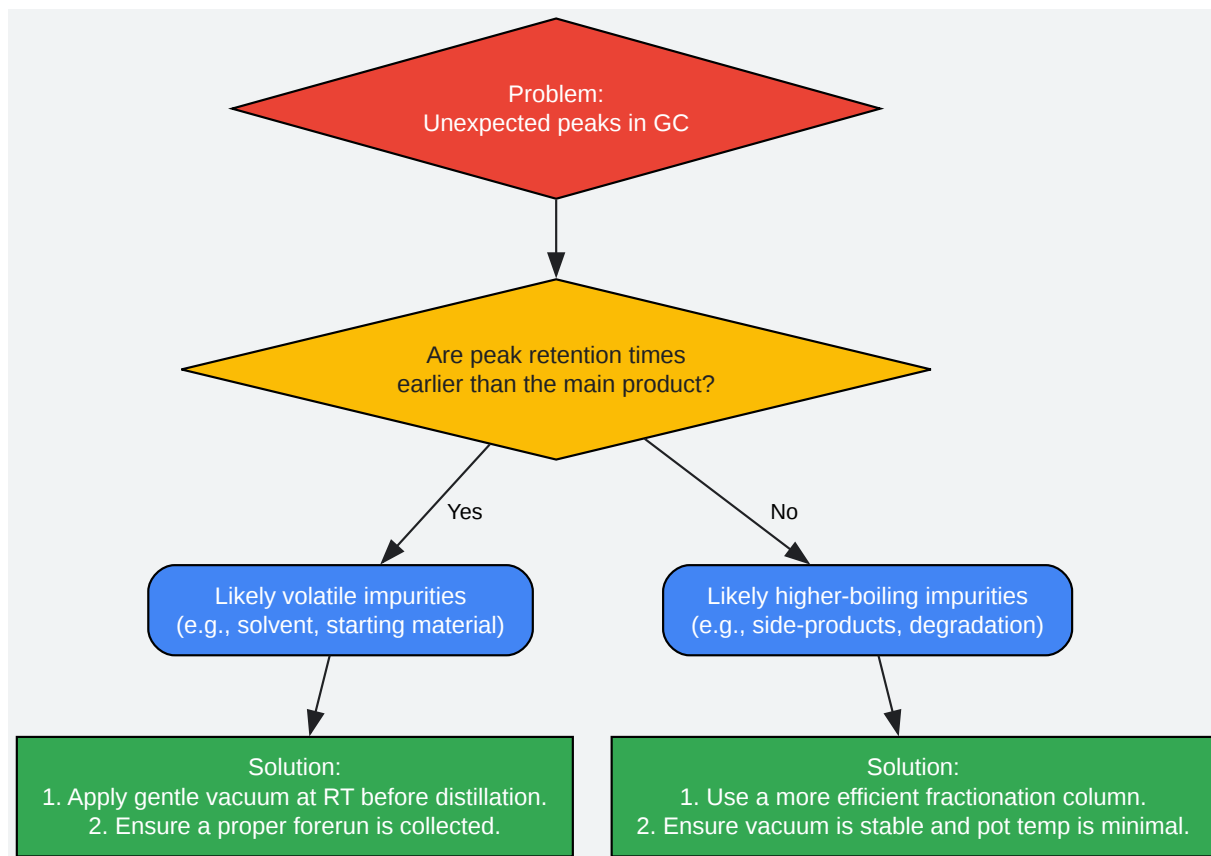 Problem:
Unexpected peaks in GC
Are peak retention times
earlier than the main product?
Yes
No
Likely volatile impurities
(e.g., solvent, starting material)
Likely higher-boiling impurities
(e.g., side-products, degradation)
Solution:
1. Apply gentle vacuum at RT before distillation.
2. Ensure a proper forerun is collected.
Solution:
1. Use a more efficient fractionation column.
2. Ensure vacuum is stable and pot temp is minimal.